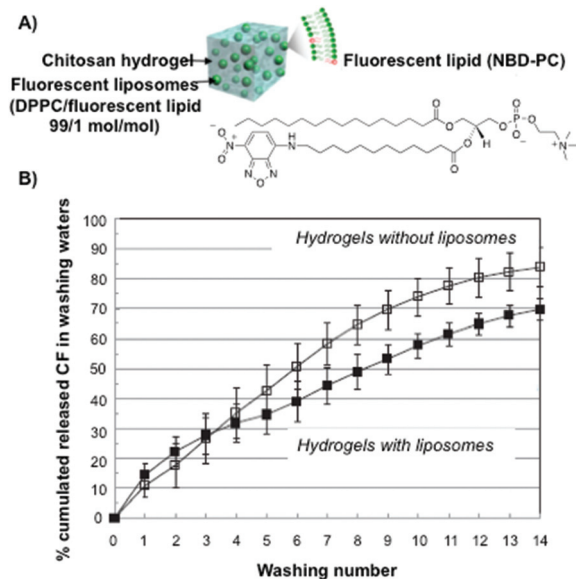 A)
Chitosan hydrogel
Fluorescent liposomes
(DPPC/fluorescent lipid
99/1 mol/mol)
Fluorescent lipid (NBD-PC)
O
O
O
P
O
O
N
O
H
O
O
N
O
HN
N
N
O
B)
% cumulated released CF in washing waters
100
90
80
70
60
50
40
30
20
10
0
Hydrogels without liposomes
Hydrogels with liposomes
0 1 2 3 4 5 6 7 8 9 10 11 12 13 14
Washing number